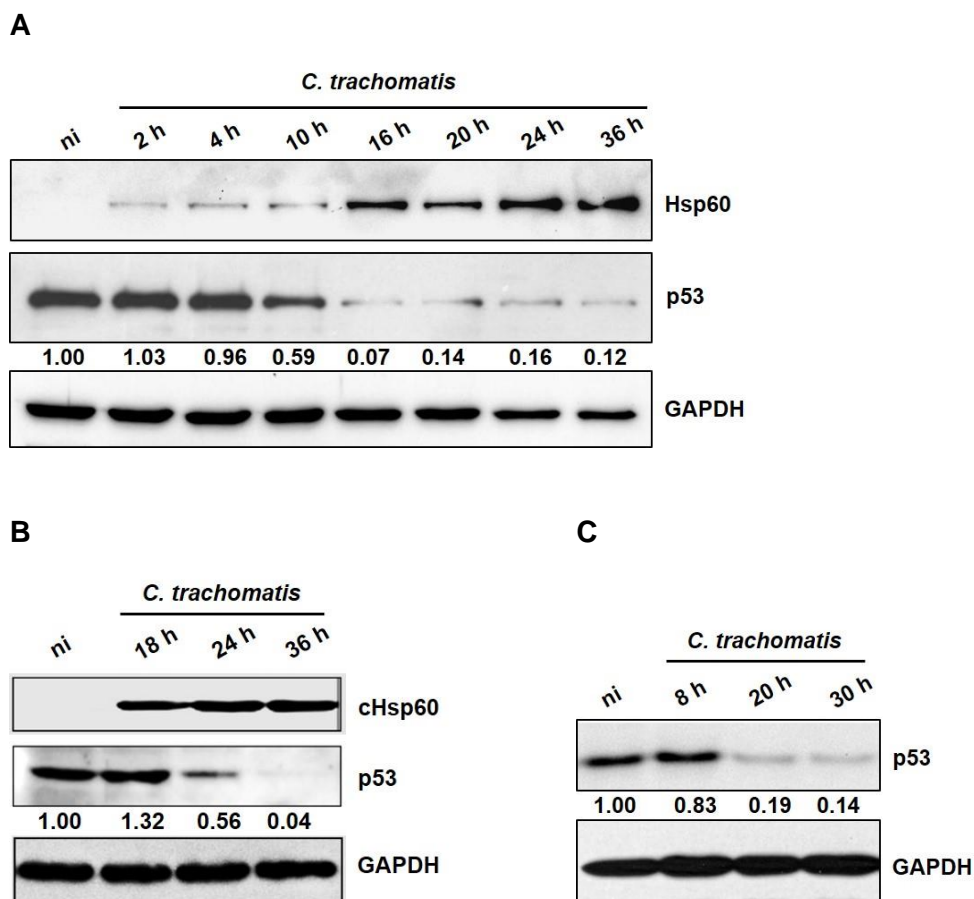 A
C. trachomatis
ni 2 h 4 h 10 h 16 h 20 h 24 h 36 h
Hsp60
p53
1.00 1.03 0.96 0.59 0.07 0.14 0.16 0.12
GAPDH
B
C. trachomatis
ni 18 h 24 h 36 h
cHsp60
p53
1.00 1.32 0.56 0.04
GAPDH
C
C. trachomatis
ni 8 h 20 h 30 h
p53
1.00 0.83 0.19 0.14
GAPDH